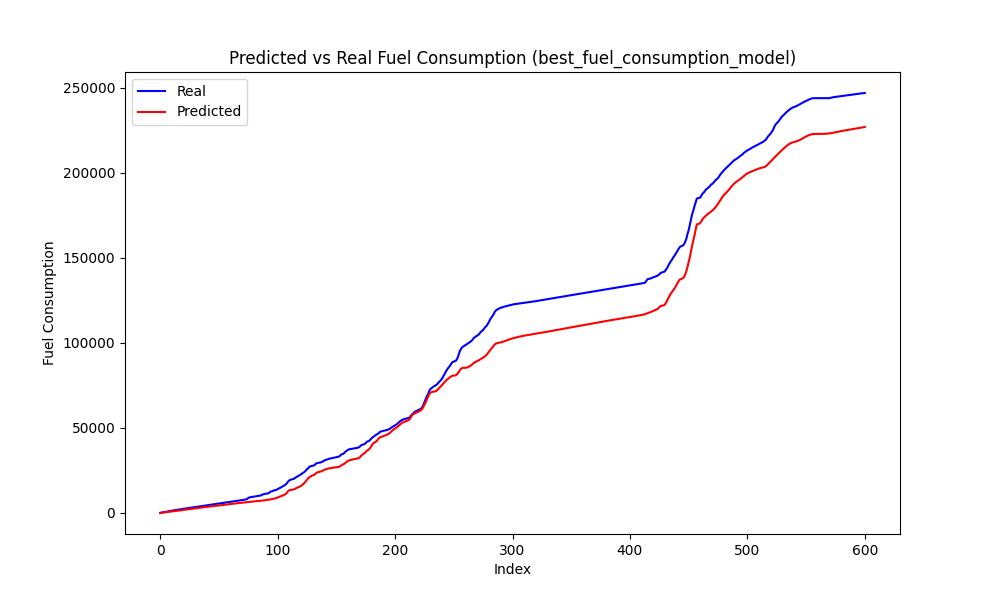 Predicted vs Real Fuel Consumption (best_fuel_consumption_model)
Real
Predicted
250000
200000
150000
100000
50000
0
Fuel Consumption
0 100 200 300 400 500 600
Index